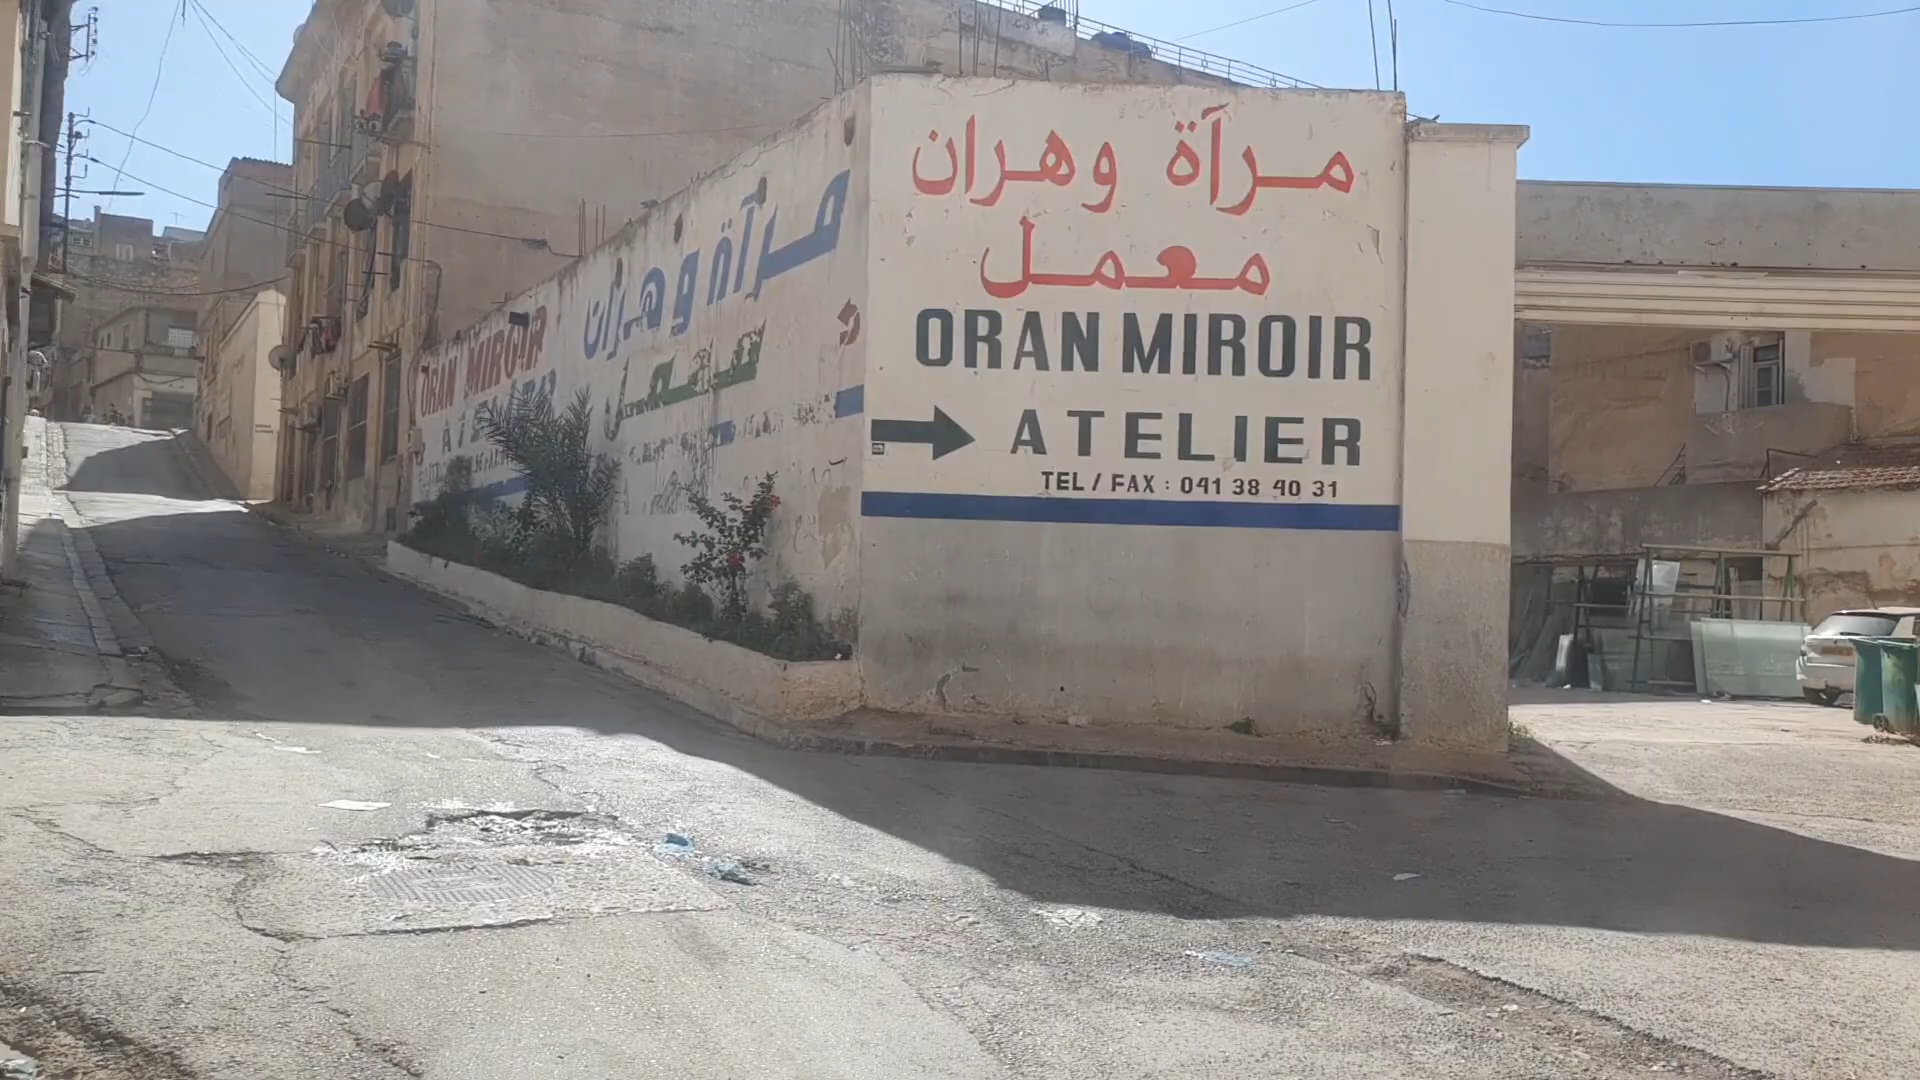 مرآة وهران
معمل
ORAN MIROIR
ATELIER
TEL / FAX : 041 38 40 31
مرآة وهران
معمل
ORAN MIROIR